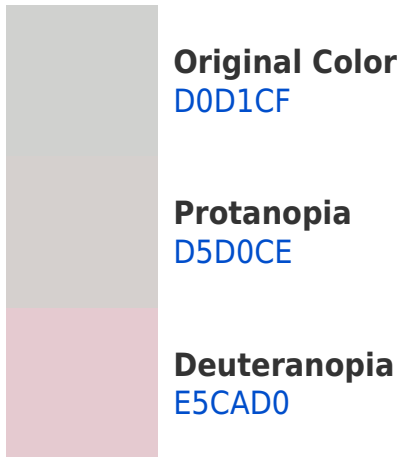 Original Color
D0D1CF
Protanopia
D5D0CE
Deuteranopia
E5CAD0